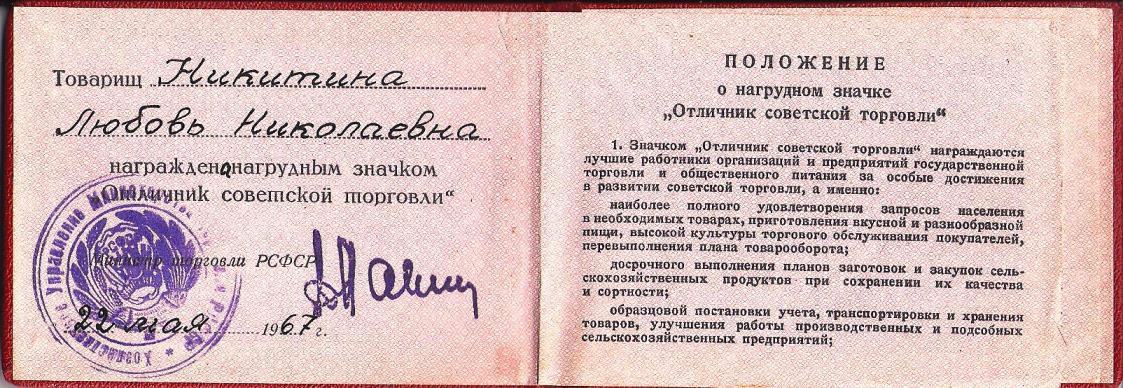 Товарищ Никитина
Любовь Николаевна
награждена нагрудным значком
„Отличник советской торговли“
Министр торговли РСФСР
22 мая 1967 г.
Хозяйственное Управление Министерства
ПОЛОЖЕНИЕ
о нагрудном значке
„Отличник советской торговли“
1. Значком „Отличник советской торговли“ награждаются
лучшие работники организаций и предприятий государственной
торговли и общественного питания за особые достижения
в развитии советской торговли, а именно:
наиболее полного удовлетворения запросов населения
в необходимых товарах, приготовления вкусной и разнообразной
пищи, высокой культуры торгового обслуживания покупателей,
перевыполнения плана товарооборота;
досрочного выполнения планов заготовок и закупок сель-
скохозяйственных продуктов при сохранении их качества
и сортности;
образцовой постановки учета, транспортировки и хранения
товаров, улучшения работы производственных и подсобных
сельскохозяйственных предприятий;